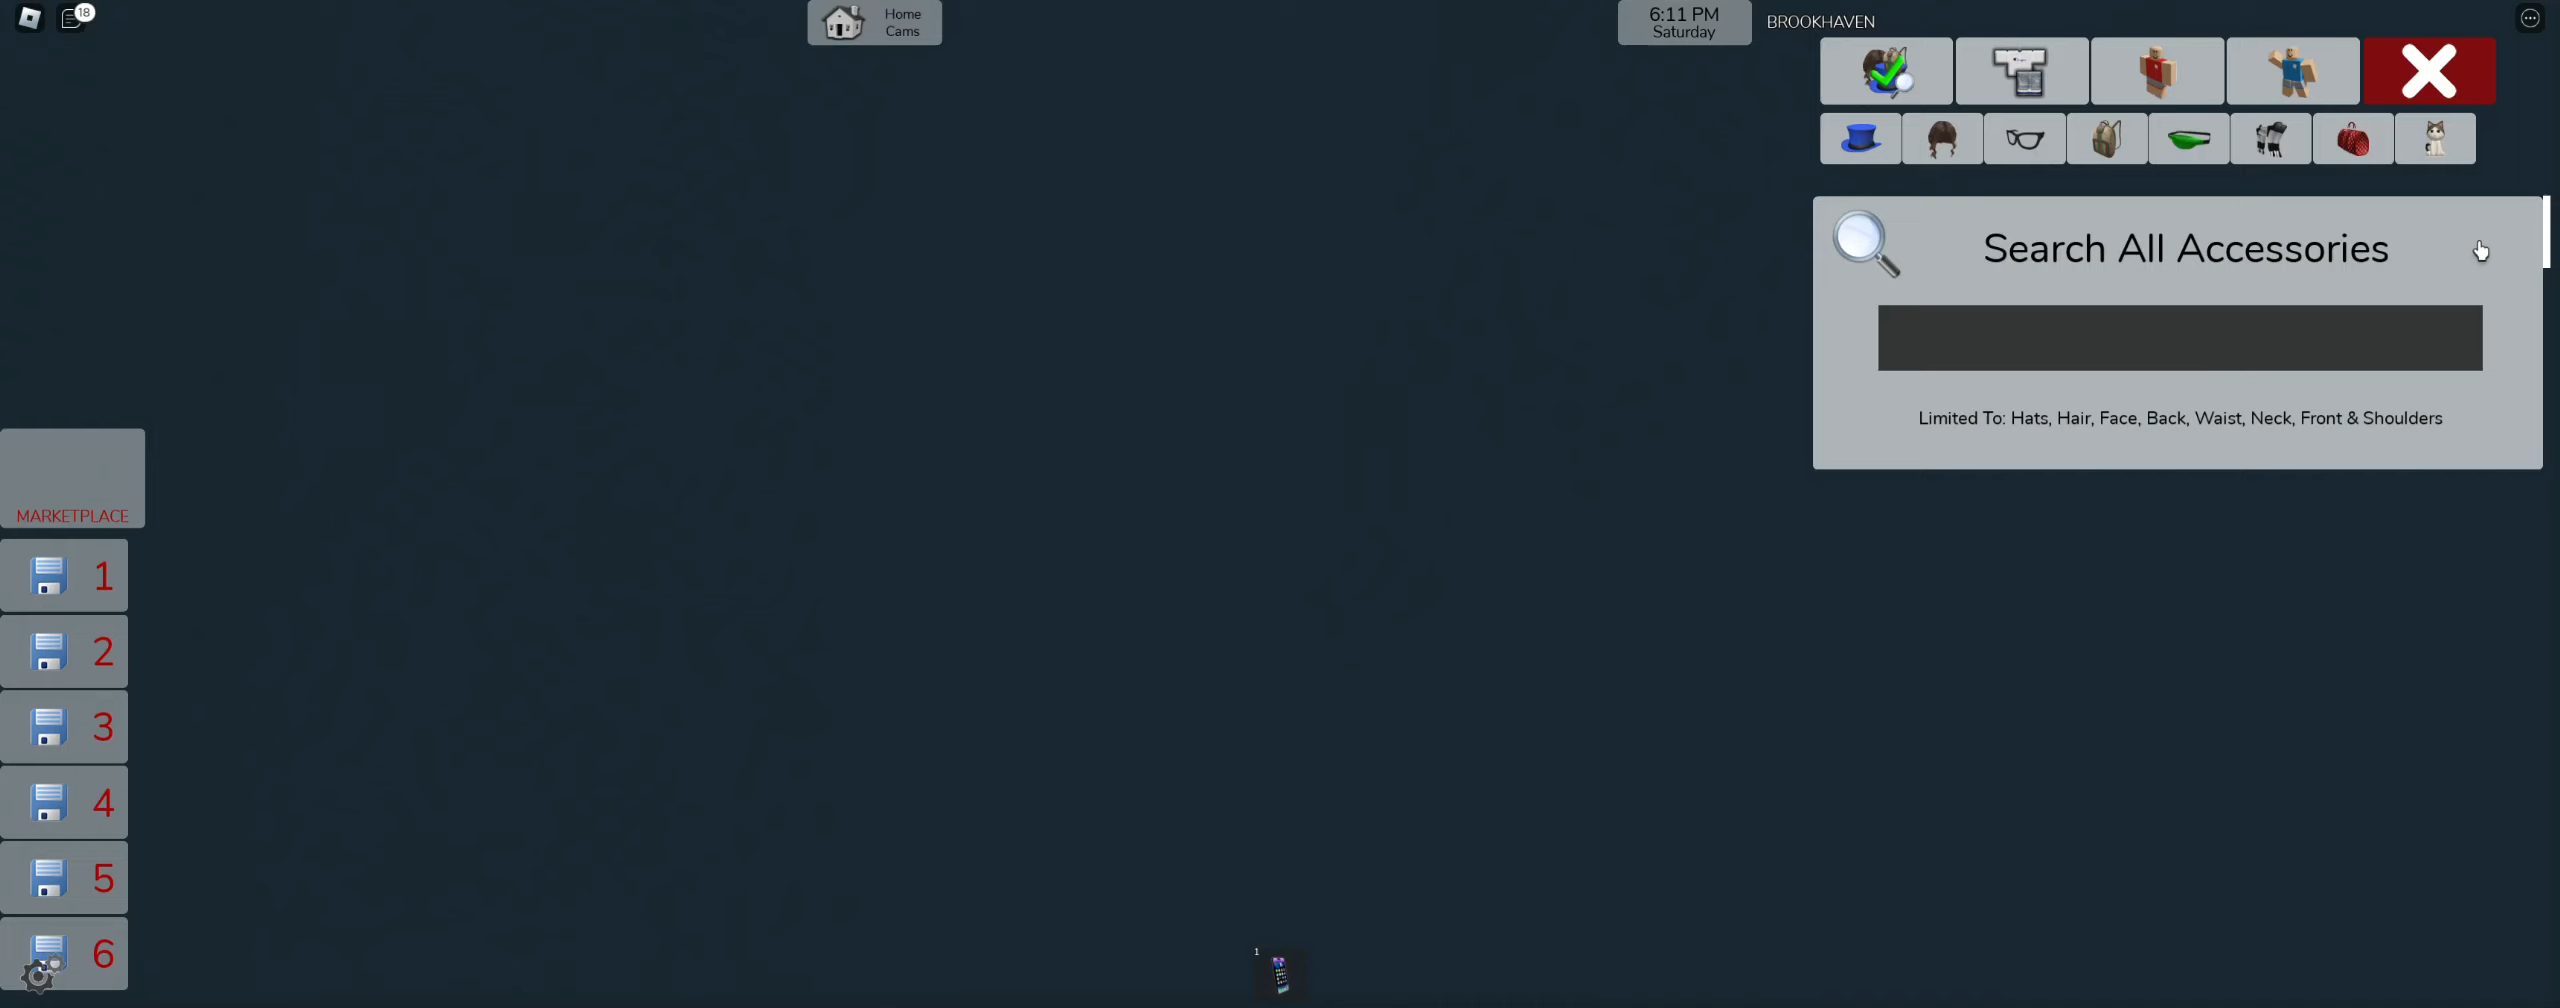 18
Home
Cams
6:11 PM
Saturday
BROOKHAVEN
Search All Accessories
Limited To: Hats, Hair, Face, Back, Waist, Neck, Front & Shoulders
MARKETPLACE
1
2
3
4
5
6
1